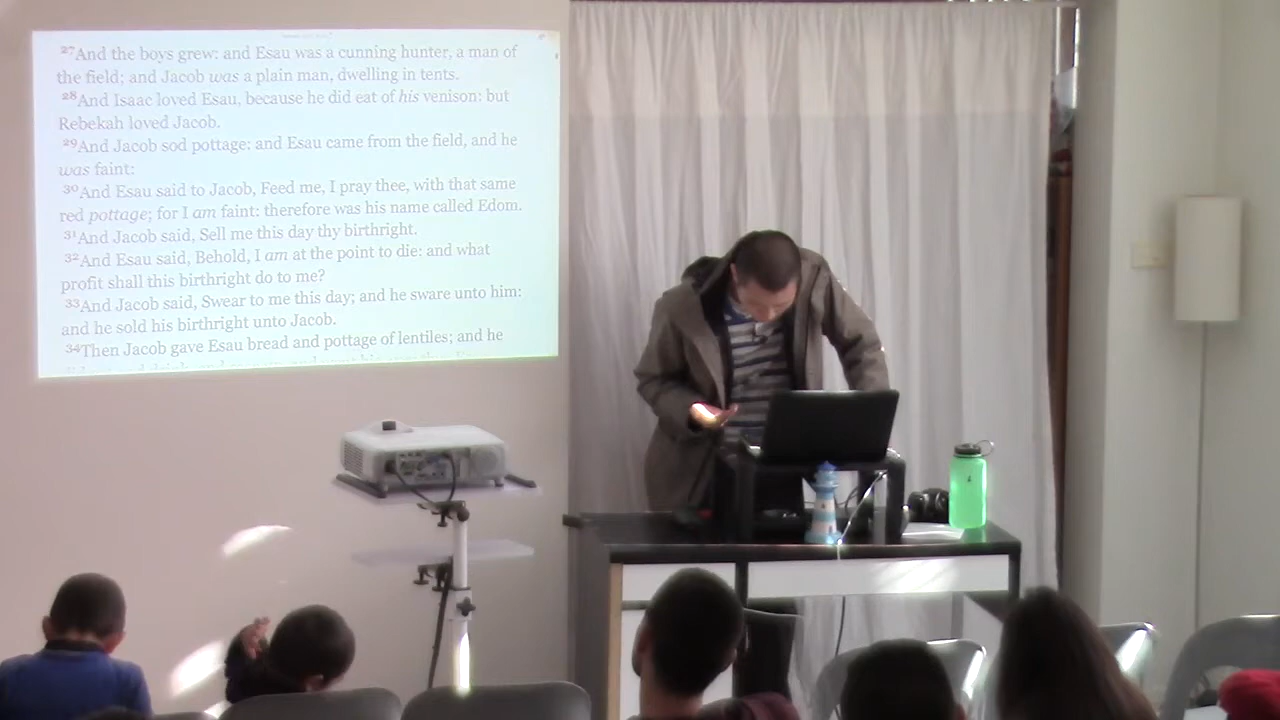 27And the boys grew: and Esau was a cunning hunter, a man of
the field; and Jacob was a plain man, dwelling in tents.
28And Isaac loved Esau, because he did eat of his venison: but
Rebekah loved Jacob.
29And Jacob sod pottage: and Esau came from the field, and he
was faint:
30And Esau said to Jacob, Feed me, I pray thee, with that same
red pottage; for I am faint: therefore was his name called Edom.
31And Jacob said, Sell me this day thy birthright.
32And Esau said, Behold, I am at the point to die: and what
profit shall this birthright do to me?
33And Jacob said, Swear to me this day; and he sware unto him:
and he sold his birthright unto Jacob.
34Then Jacob gave Esau bread and pottage of lentiles; and he